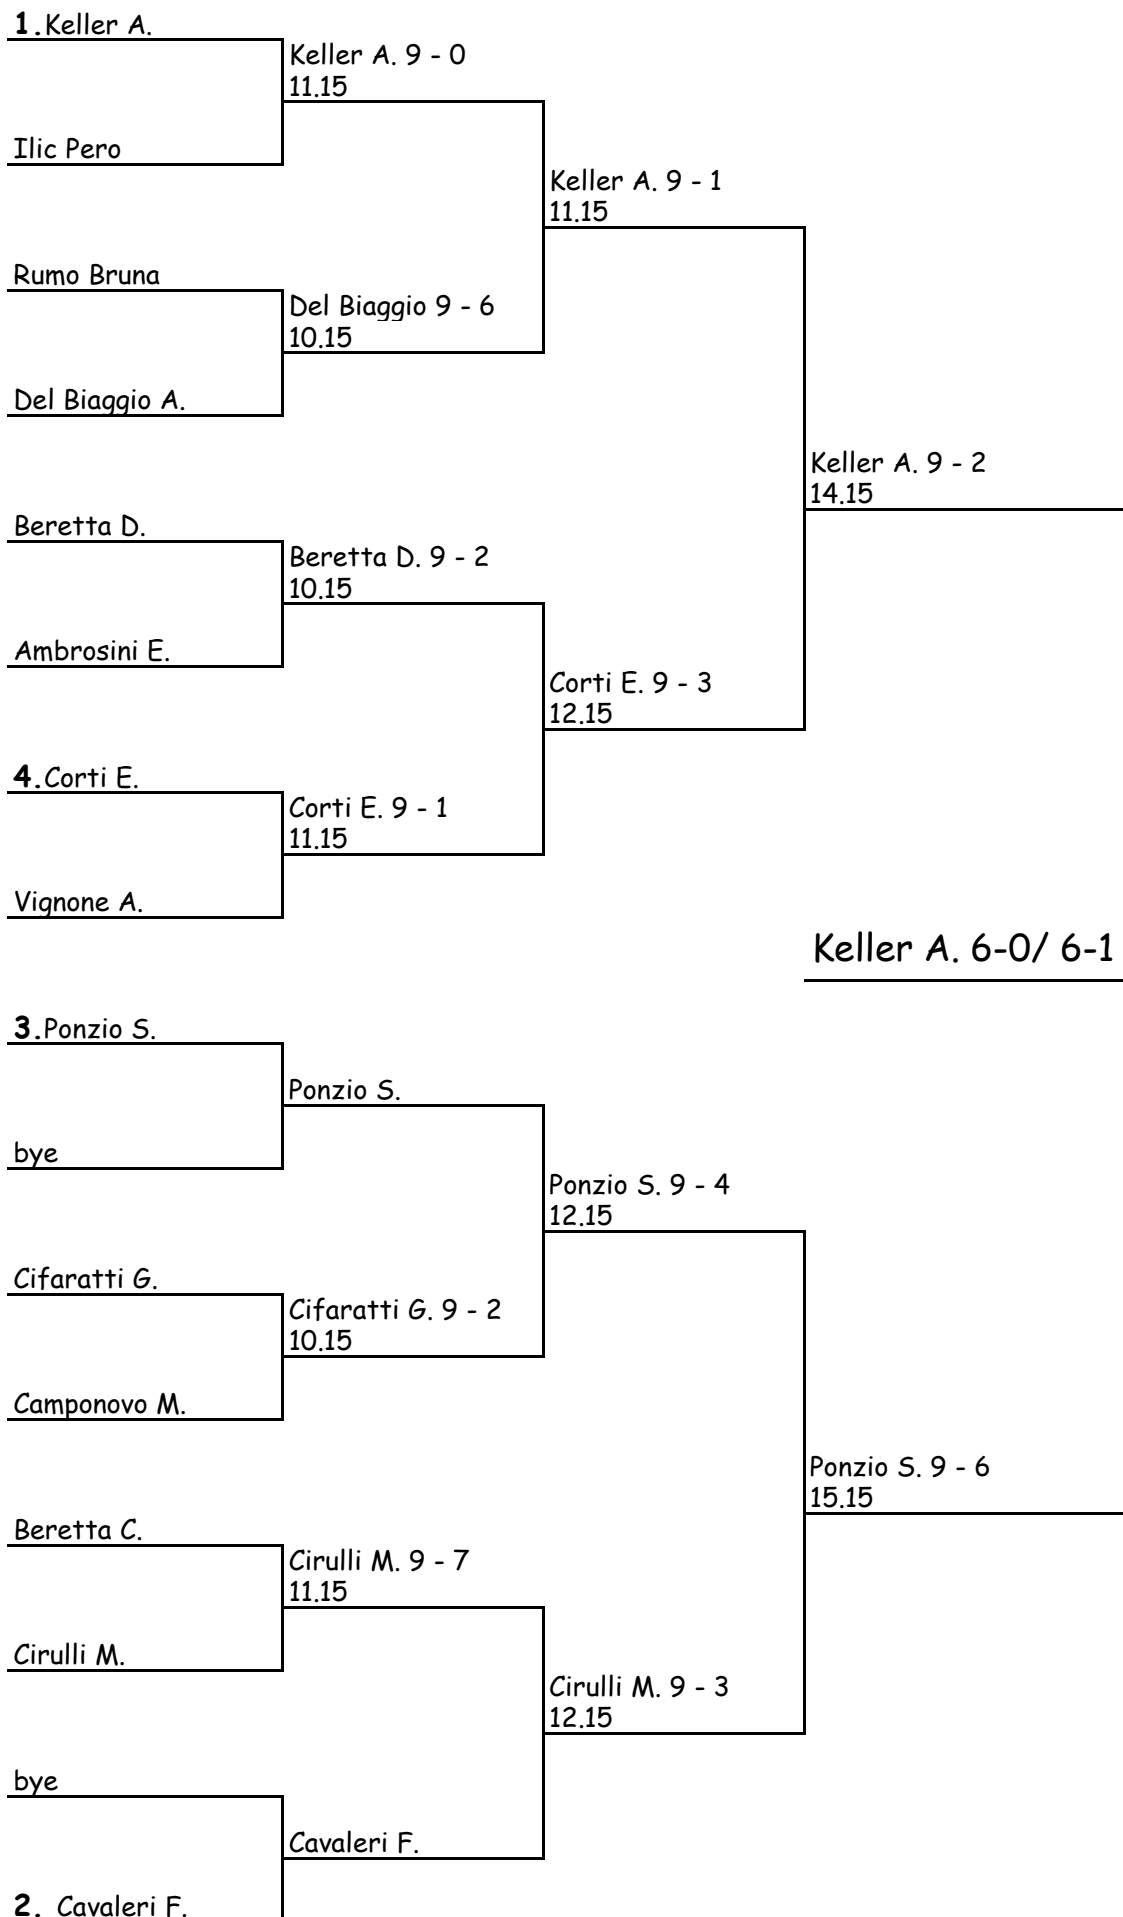 1.Keller A.
Keller A. 9 - 0
11.15
Ilic Pero
Keller A. 9 - 1
11.15
Rumo Bruna
Del Biaggio 9 - 6
10.15
Del Biaggio A.
Keller A. 9 - 2
14.15
Beretta D.
Beretta D. 9 - 2
10.15
Ambrosini E.
Corti E. 9 - 3
12.15
4.Corti E.
Corti E. 9 - 1
11.15
Vignone A.
Keller A. 6-0/ 6-1
3.Ponzio S.
Ponzio S.
bye
Ponzio S. 9 - 4
12.15
Cifaratti G.
Cifaratti G. 9 - 2
10.15
Camponovo M.
Ponzio S. 9 - 6
15.15
Beretta C.
Cirulli M. 9 - 7
11.15
Cirulli M.
Cirulli M. 9 - 3
12.15
bye
Cavaleri F.
2. Cavaleri F.